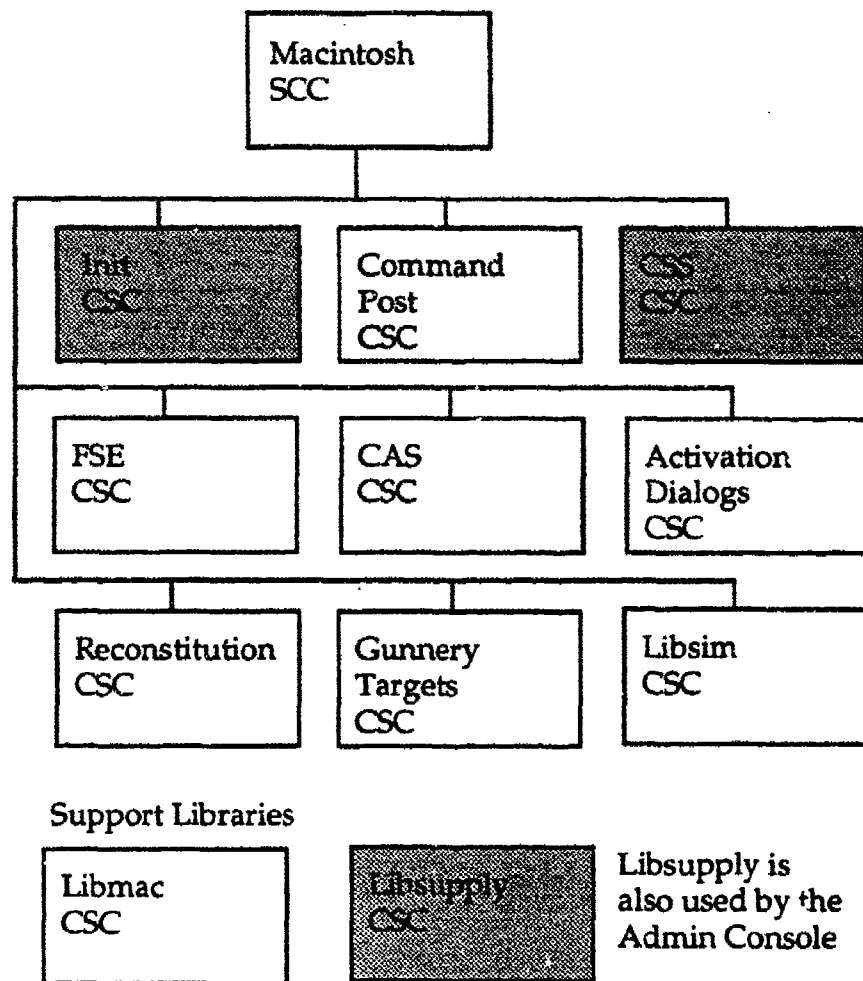 Macintosh
SCC
Init
CSC
Command
Post
CSC
CSS
CSC
FSE
CSC
CAS
CSC
Activation
Dialogs
CSC
Reconstitution
CSC
Gunnery
Targets
CSC
Libsim
CSC
Support Libraries
Libmac
CSC
Libsupply
CSC
Libsupply is
also used by the
Admin Console